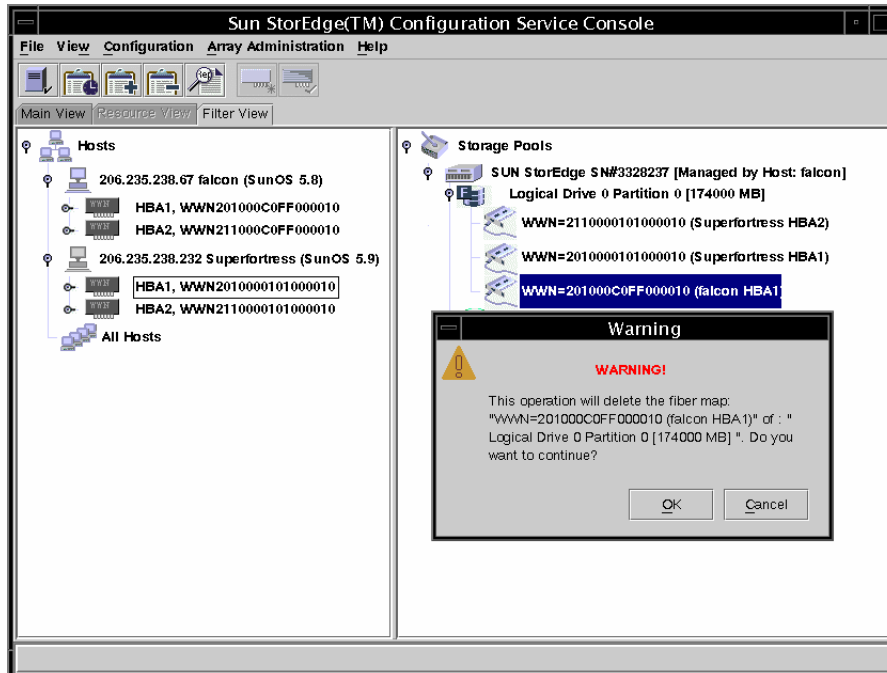 Sun StorEdge(TM) Configuration Service Console
File View Configuration Array Administration Help
Main View Resource View Filter View
Hosts
206.235.238.67 falcon (SunOS 5.8)
HBA1, WWN201000C0FF000010
HBA2, WWN211000C0FF000010
206.235.238.232 Superfortress (SunOS 5.9)
HBA1, WWN2010000101000010
HBA2, WWN2110000101000010
All Hosts
Storage Pools
SUN StorEdge SN#3328237 [Managed by Host: falcon]
Logical Drive 0 Partition 0 [174000 MB]
WWN=2110000101000010 (Superfortress HBA2)
WWN=2010000101000010 (Superfortress HBA1)
WWN=201000C0FF000010 (falcon HBA1)
Warning
WARNING!
This operation will delete the fiber map:
"WWN=201000C0FF000010 (falcon HBA1)" of : "
Logical Drive 0 Partition 0 [174000 MB] ". Do you
want to continue?
OK Cancel